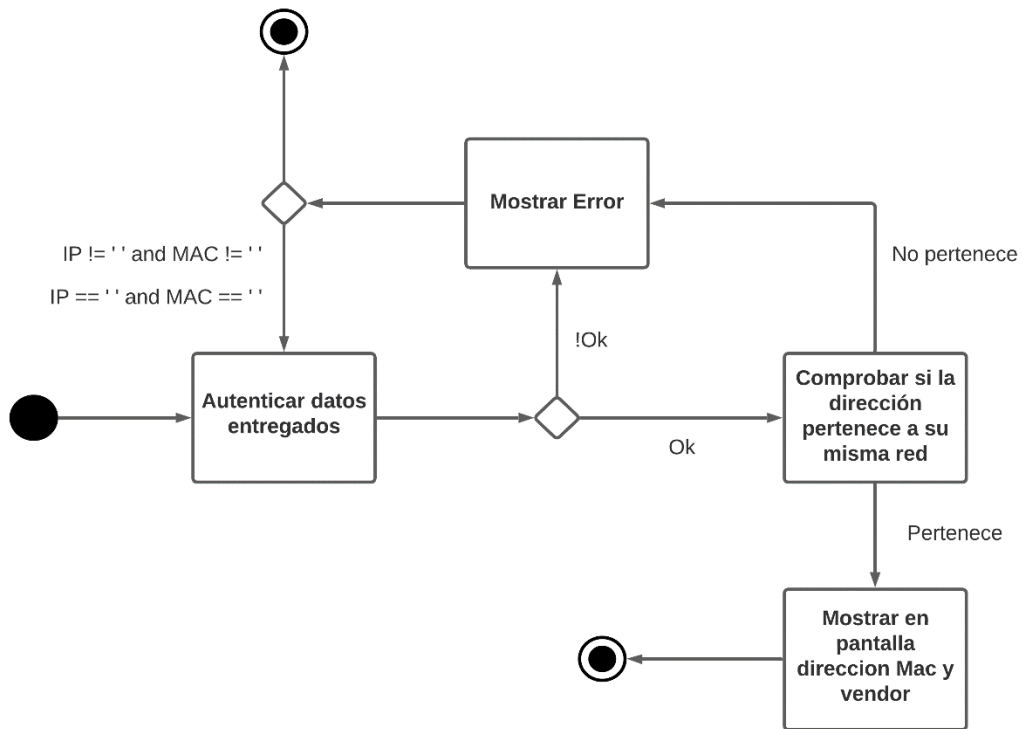 Mostrar Error
IP != ' ' and MAC != ' '
IP == ' ' and MAC == ' '
No pertenece
!Ok
Autenticar datos
entregados
Comprobar si la
dirección
pertenece a su
misma red
Ok
Pertenece
Mostrar en
pantalla
direccion Mac y
vendor